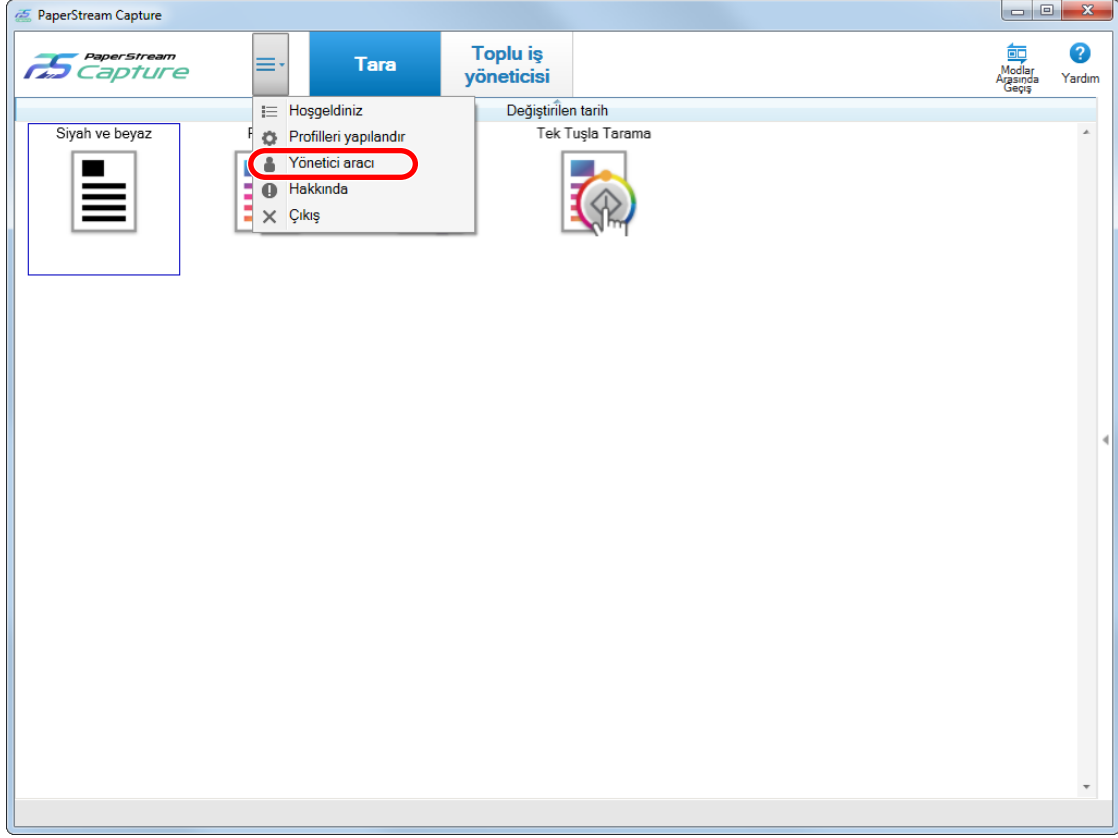 PaperStream Capture
PaperStream
Capture
Tara
Toplu iş
yöneticisi
Modlar
Arasında
Geçiş
Yardım
Değiştirilen tarih
Hoşgeldiniz
Profilleri yapılandır
Yönetici aracı
Hakkında
Çıkış
Siyah ve beyaz
Tek Tuşla Tarama